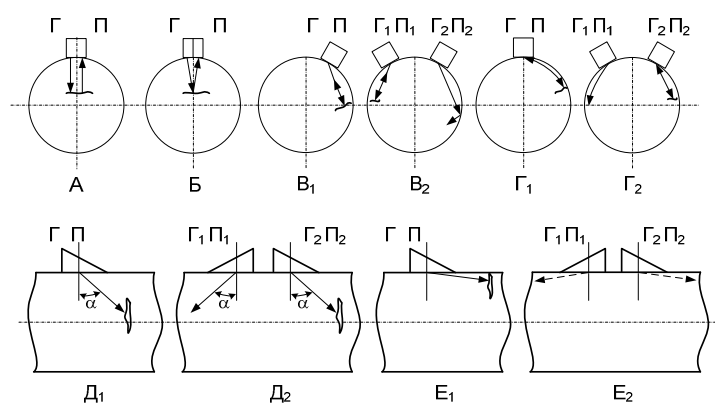 Г П Г П Г П Г₁ П₁ Г₂ П₂ Г П Г₁ П₁ Г₂ П₂
А Б В₁ В₂ Г₁ Г₂
Г П Г₁ П₁ Г₂ П₂ Г П Г₁ П₁ Г₂ П₂
α α α
Д₁ Д₂ Е₁ Е₂